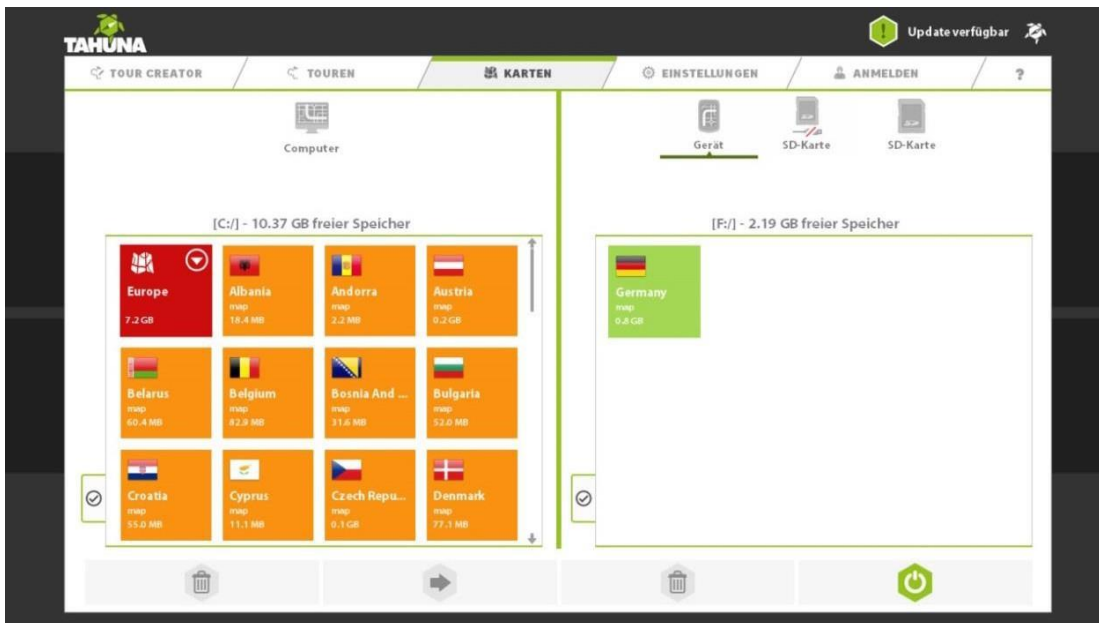 TAHUNA
Update verfügbar
TOUR CREATOR
TOUREN
KARTEN
EINSTELLUNGEN
ANMELDEN
?
Computer
Gerät
SD-Karte
SD-Karte
[C:/] - 10.37 GB freier Speicher
[F:/] - 2.19 GB freier Speicher
Europe
7.2 GB
Albania
map
18.4 MB
Andorra
map
2.2 MB
Austria
map
0.2 GB
Germany
map
0.8 GB
Belarus
map
60.4 MB
Belgium
map
82.9 MB
Bosnia And ...
map
31.6 MB
Bulgaria
map
52.0 MB
Croatia
map
55.0 MB
Cyprus
map
11.1 MB
Czech Repu...
map
0.1 GB
Denmark
map
77.1 MB